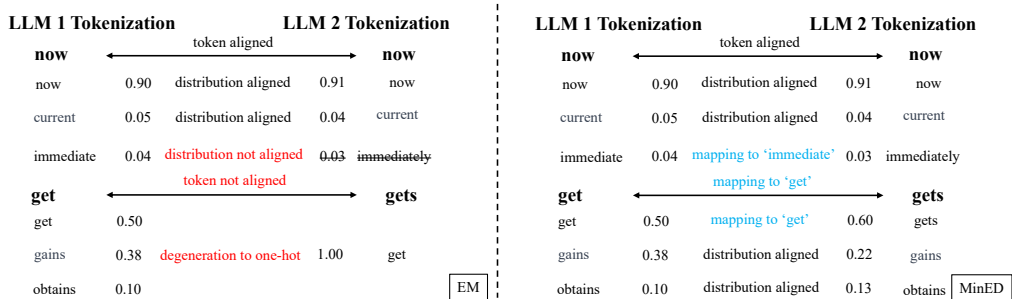 LLM 1 Tokenization LLM 2 Tokenization
now token aligned now
now 0.90 distribution aligned 0.91 now
current 0.05 distribution aligned 0.04 current
immediate 0.04 distribution not aligned 0.03 immediately
token not aligned
get gets
get 0.50
gains 0.38 degeneration to one-hot 1.00 get
obtains 0.10
EM
LLM 1 Tokenization LLM 2 Tokenization
now token aligned now
now 0.90 distribution aligned 0.91 now
current 0.05 distribution aligned 0.04 current
immediate 0.04 mapping to ‘immediate’ 0.03 immediately
mapping to ‘get’
get gets
get 0.50 mapping to ‘get’ 0.60 gets
gains 0.38 distribution aligned 0.22 gains
obtains 0.10 distribution aligned 0.13 obtains
MinED